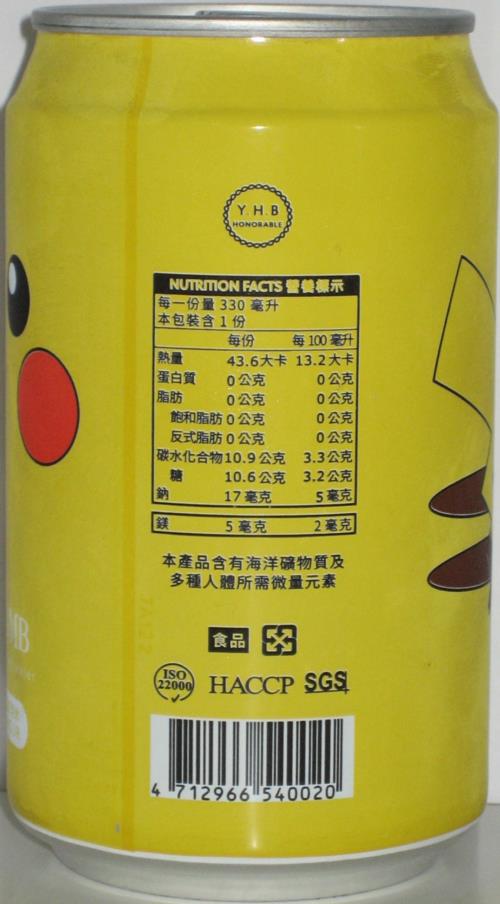 Y.H.B
HONORABLE
NUTRITION FACTS 營養標示
每一份量 330 毫升
本包裝含 1 份
每份 每 100 毫升
熱量 43.6大卡 13.2大卡
蛋白質 0 公克 0 公克
脂肪 0 公克 0 公克
飽和脂肪 0 公克 0 公克
反式脂肪 0 公克 0 公克
碳水化合物 10.9 公克 3.3公克
糖 10.6 公克 3.2公克
鈉 17 毫克 5 毫克
鎂 5 毫克 2 毫克
本產品含有海洋礦物質及
多種人體所需微量元素
食品
ISO
22000
HACCP SGS
4 712966 540020